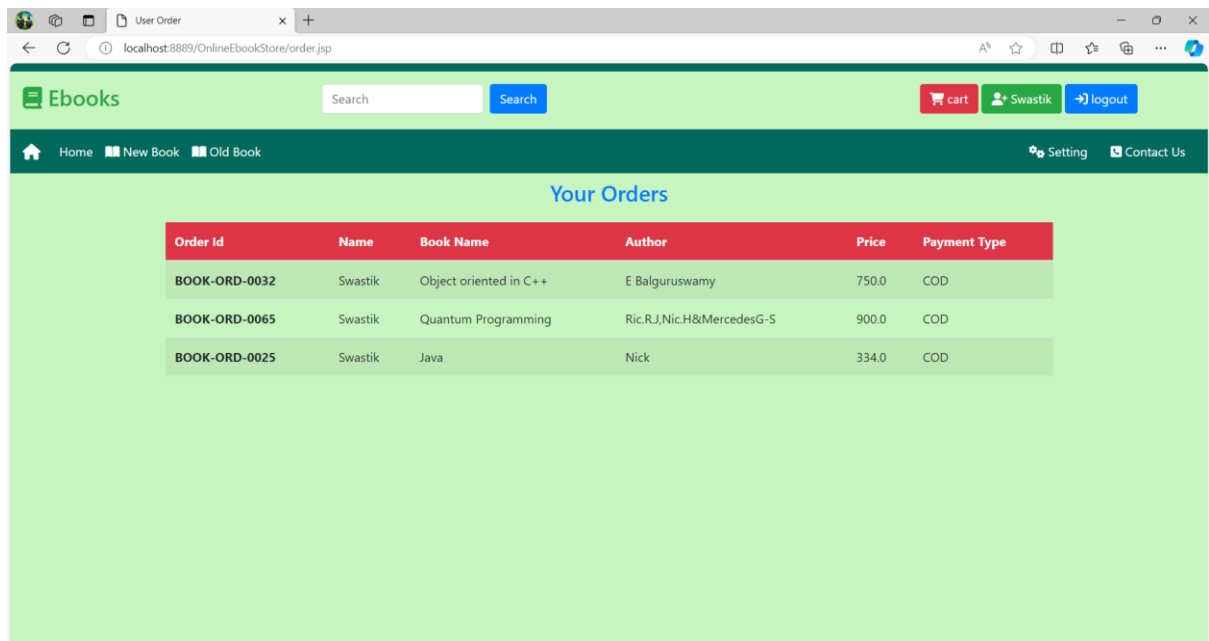 User Order
localhost:8889/OnlineEbookStore/order.jsp
Ebooks Search Search cart Swastik logout
Home New Book Old Book Setting Contact Us
Your Orders
Order Id Name Book Name Author Price Payment Type
BOOK-ORD-0032 Swastik Object oriented in C++ E Balguruswamy 750.0 COD
BOOK-ORD-0065 Swastik Quantum Programming Ric.R.J,Nic.H&MercedesG-S 900.0 COD
BOOK-ORD-0025 Swastik Java Nick 334.0 COD